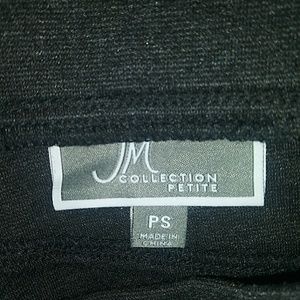 JM
COLLECTION
PETITE
PS
MADE IN
CHINA